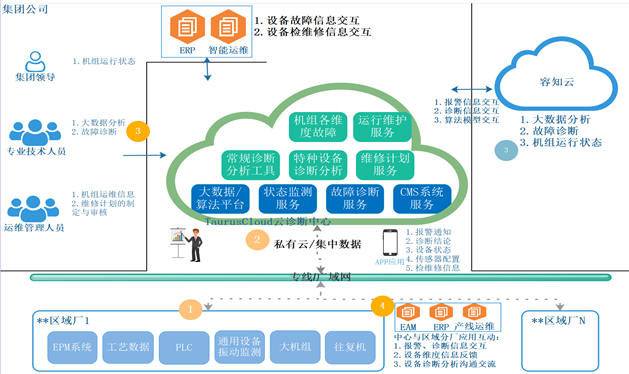 集团公司
ERP
智能运维
1. 设备故障信息交互
2. 设备检维修信息交互
集团领导
1. 机组运行状态
专业技术人员
1. 大数据分析
2. 故障诊断
3
运维管理人员
1. 机组运维信息
2. 维修计划的
制定与审核
机组各维
度故障
运行维护
服务
常规诊断
分析工具
特种设备
诊断分析
维修计划
服务
大数据/
算法平台
状态监测
服务
故障诊断
服务
CMS系统
服务
TaurusCloud云诊断中心
2
私有云/集中数据
APP应用
1. 报警通知
2. 诊断结论
3. 设备状态
4. 传感器配置
5. 检维修信息
1. 报警信息交互
2. 诊断信息交互
3. 算法模型交互
容知云
1. 大数据分析
2. 故障诊断
3. 机组运行状态
3
专线/广域网
1
**区域厂1
EPM系统
工艺数据
PLC
通用设备
振动监测
大机组
往复机
4
EAM
ERP
产线运维
中心与区域分厂应用互动:
1. 报警、诊断信息交互
2. 设备维度信息反馈
3. 设备诊断分析沟通交流
**区域厂N